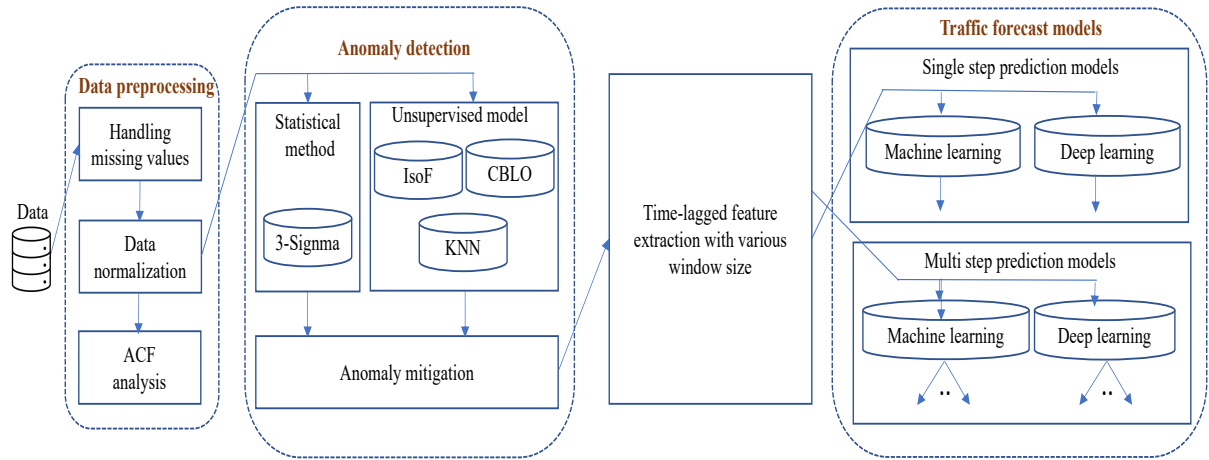 Data
Data preprocessing
Handling
missing values
Data
normalization
ACF
analysis
Anomaly detection
Statistical
method
3-Signma
Unsupervised model
IsoF
CBLO
KNN
Anomaly mitigation
Time-lagged feature
extraction with various
window size
Traffic forecast models
Single step prediction models
Machine learning
Deep learning
Multi step prediction models
Machine learning
Deep learning
..
..